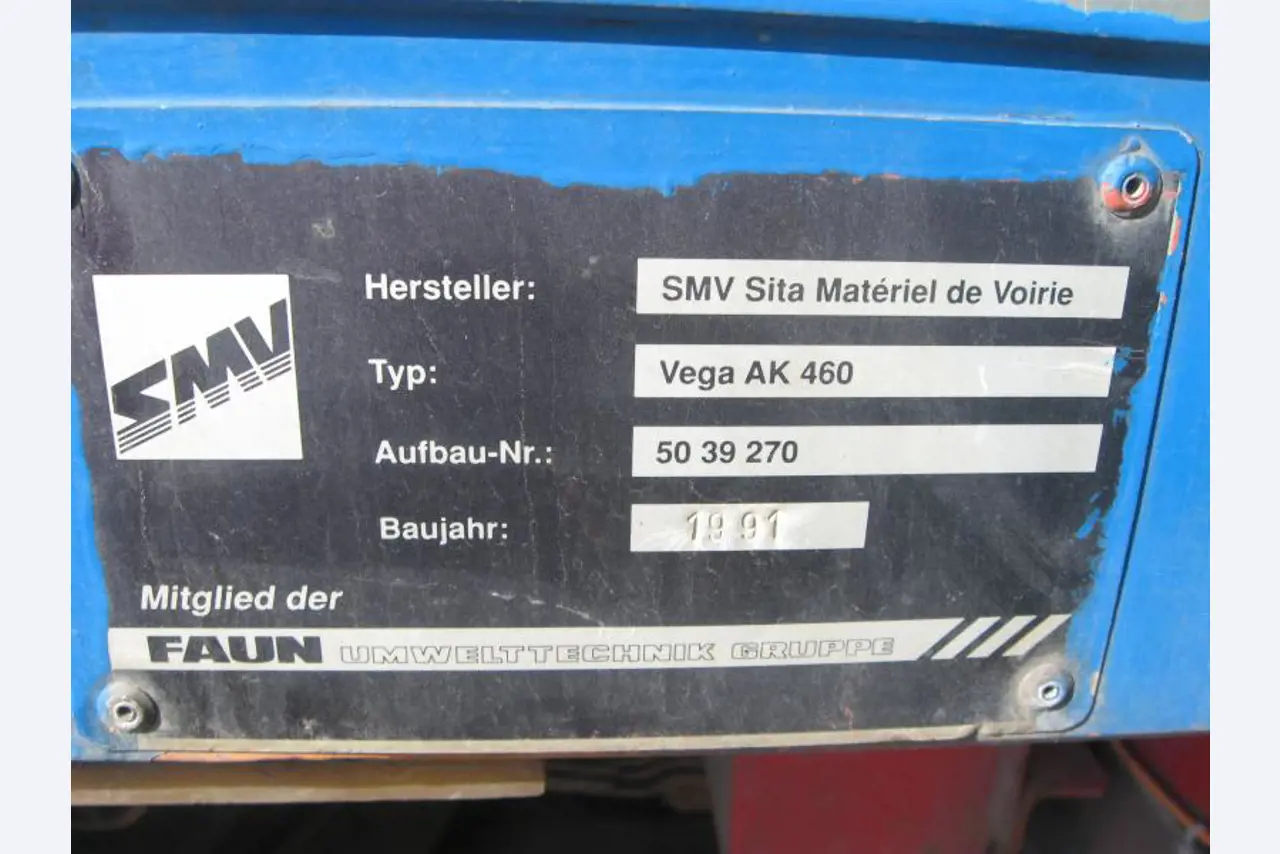 SMV
Hersteller: SMV Sita Matériel de Voirie
Typ: Vega AK 460
Aufbau-Nr.: 50 39 270
Baujahr: 1991
Mitglied der
FAUN UMWELTTECHNIK GRUPPE